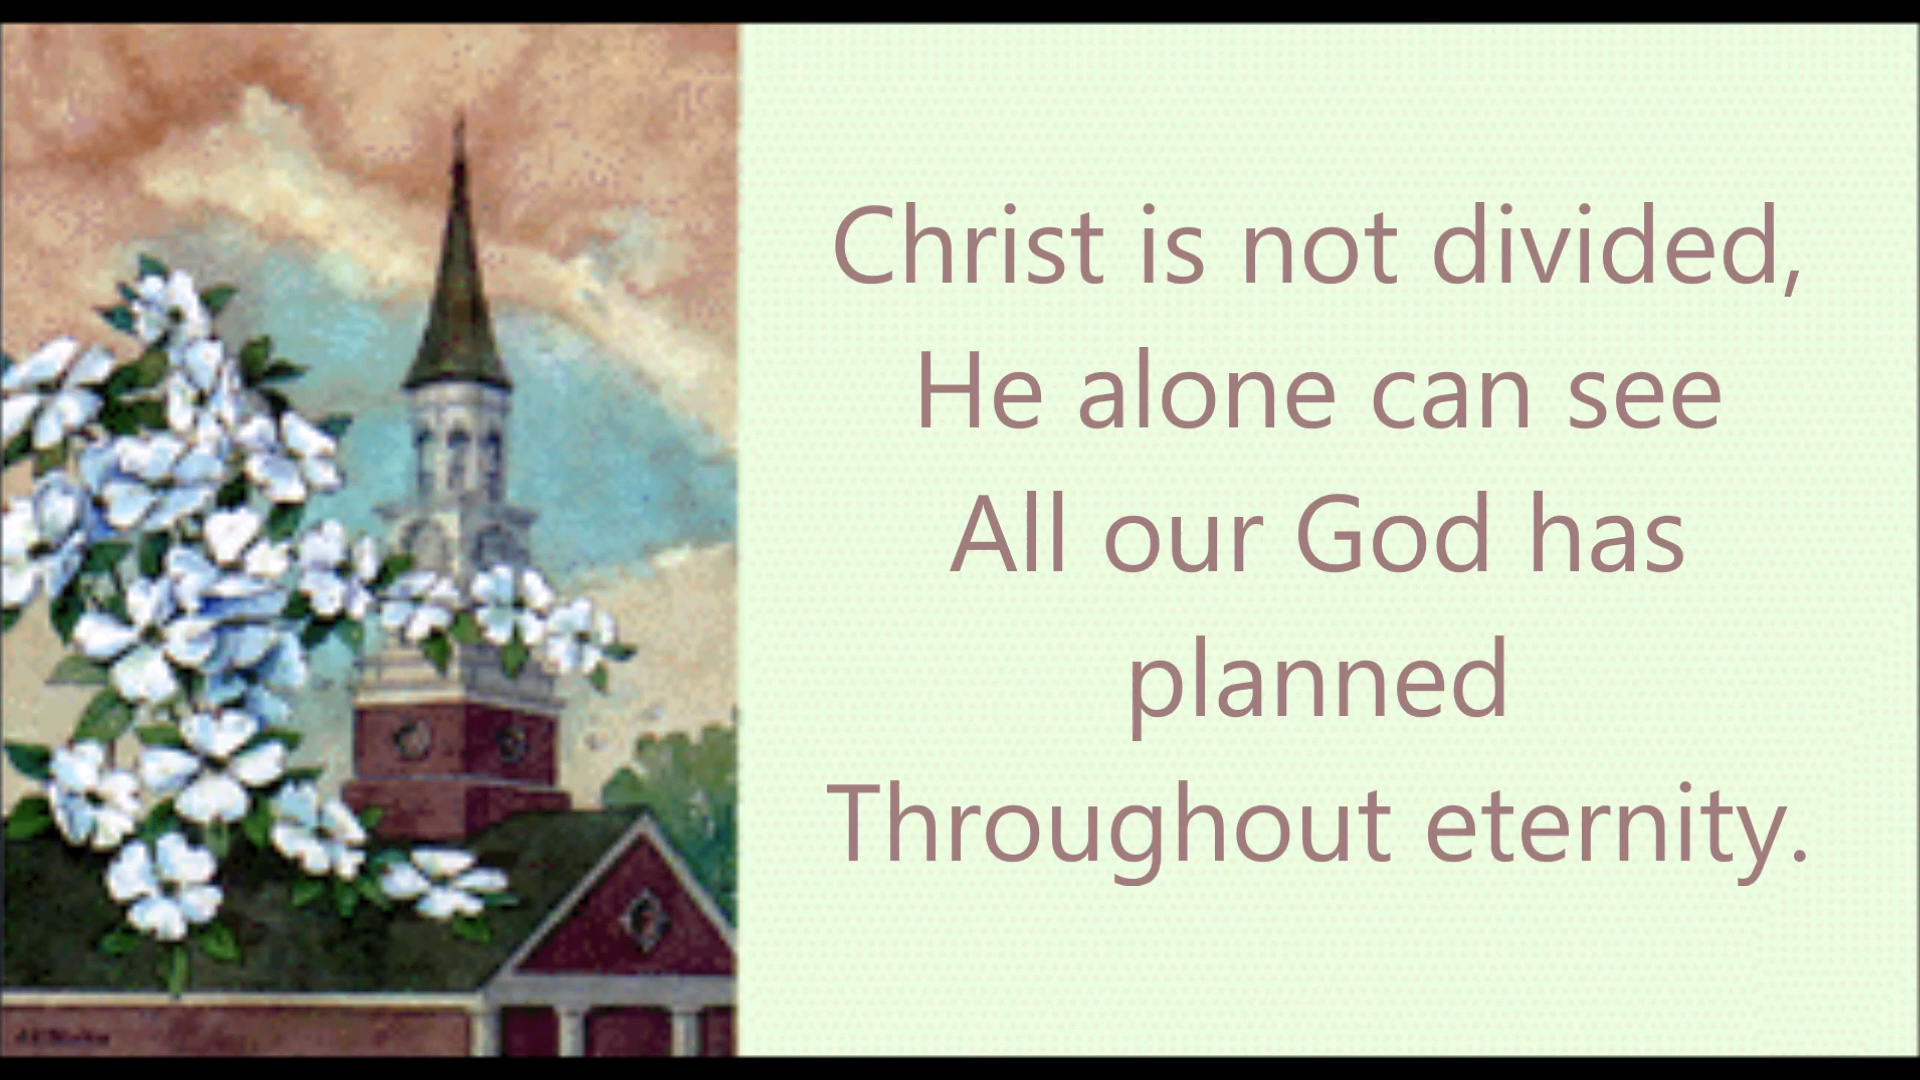 Christ is not divided,
He alone can see
All our God has
planned
Throughout eternity.